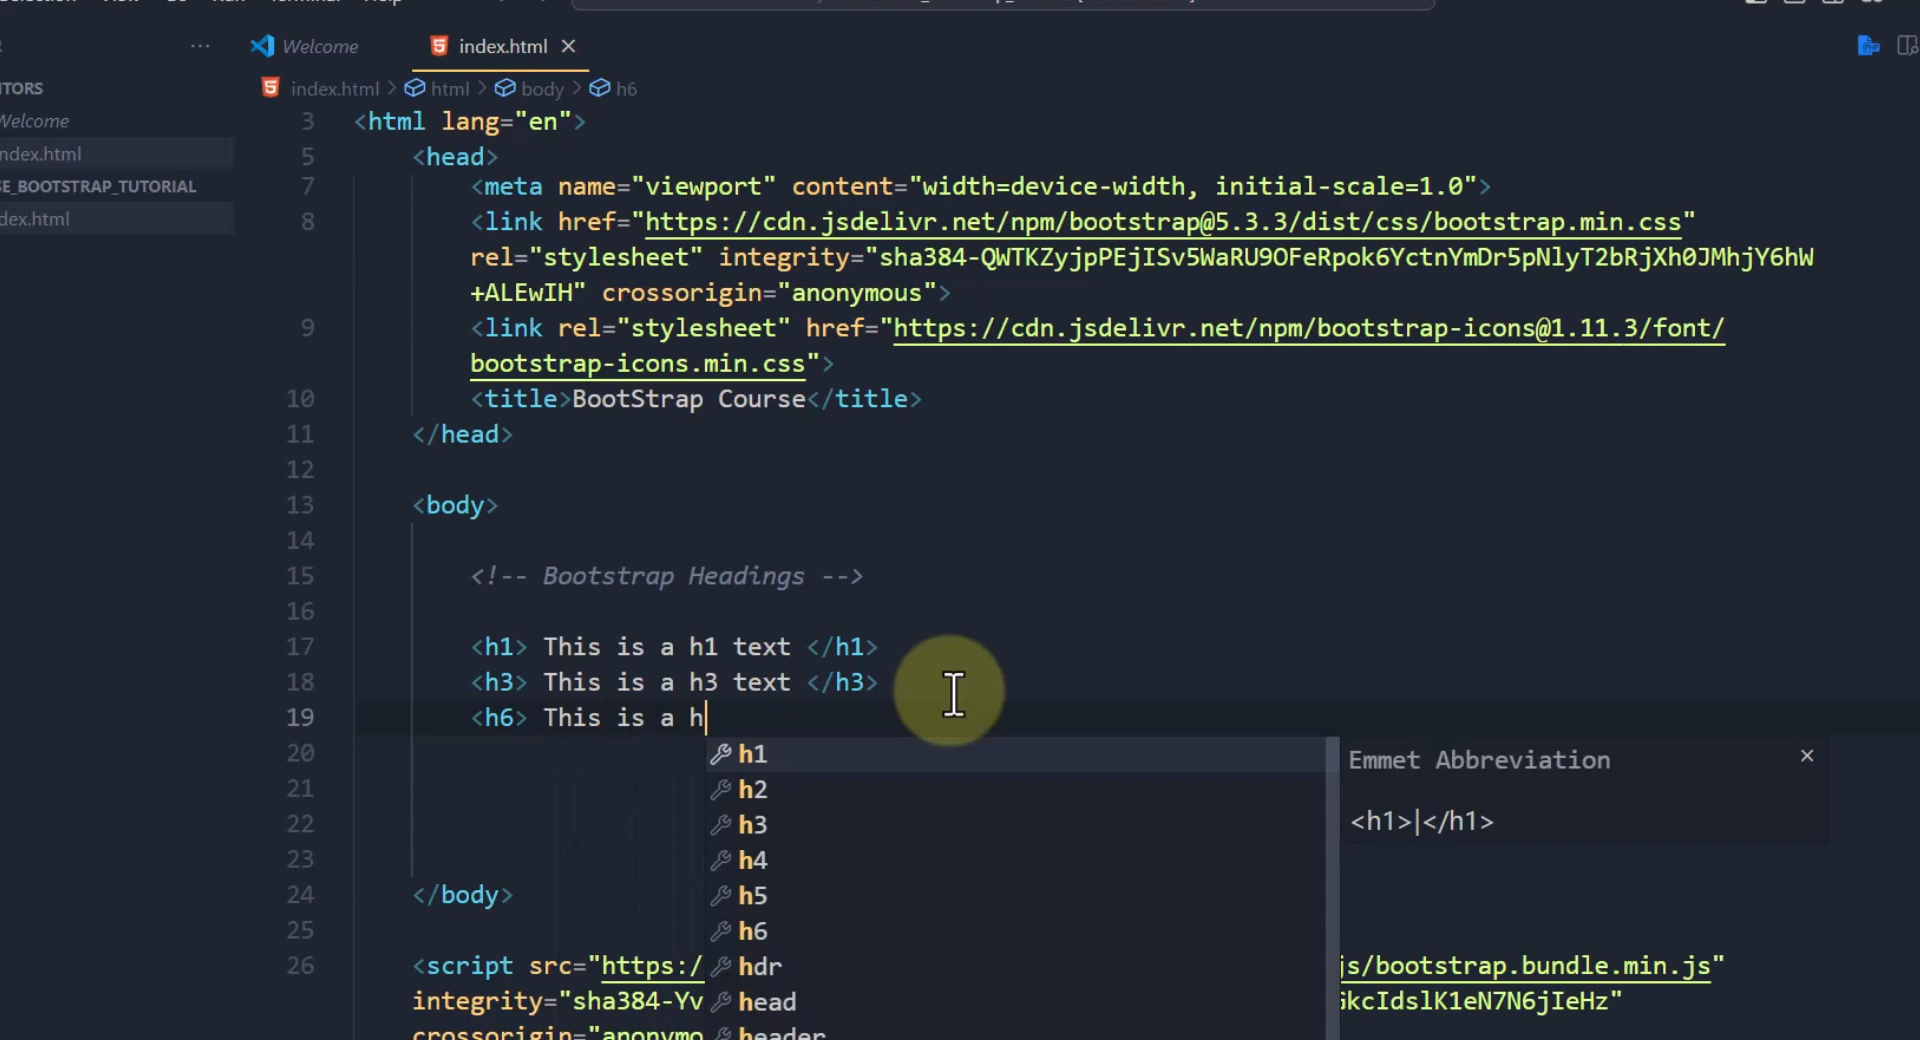 Welcome
index.html
index.html > html > body > h6
Welcome
BOOTSTRAP_TUTORIAL
3 <html lang="en">
5 <head>
7 <meta name="viewport" content="width=device-width, initial-scale=1.0">
8 <link href="https://cdn.jsdelivr.net/npm/bootstrap@5.3.3/dist/css/bootstrap.min.css"
rel="stylesheet" integrity="sha384-QWTKZyjpPEjISv5WaRU9OFeRpok6YctnYmDr5pNlyT2bRjXh0JMhjY6hW
+ALEwIH" crossorigin="anonymous">
9 <link rel="stylesheet" href="https://cdn.jsdelivr.net/npm/bootstrap-icons@1.11.3/font/
bootstrap-icons.min.css">
10 <title>BootStrap Course</title>
11 </head>
12
13 <body>
14
15 <!-- Bootstrap Headings -->
16
17 <h1> This is a h1 text </h1>
18 <h3> This is a h3 text </h3>
19 <h6> This is a h
20
21
22
23
24 </body>
25
26 <script src="https:/ js/bootstrap.bundle.min.js"
integrity="sha384-Yv kcIdslK1eN7N6jIeHz"
crossorigin="anonymo
h1
h2
h3
h4
h5
h6
hdr
head
header
Emmet Abbreviation
<h1>|</h1>